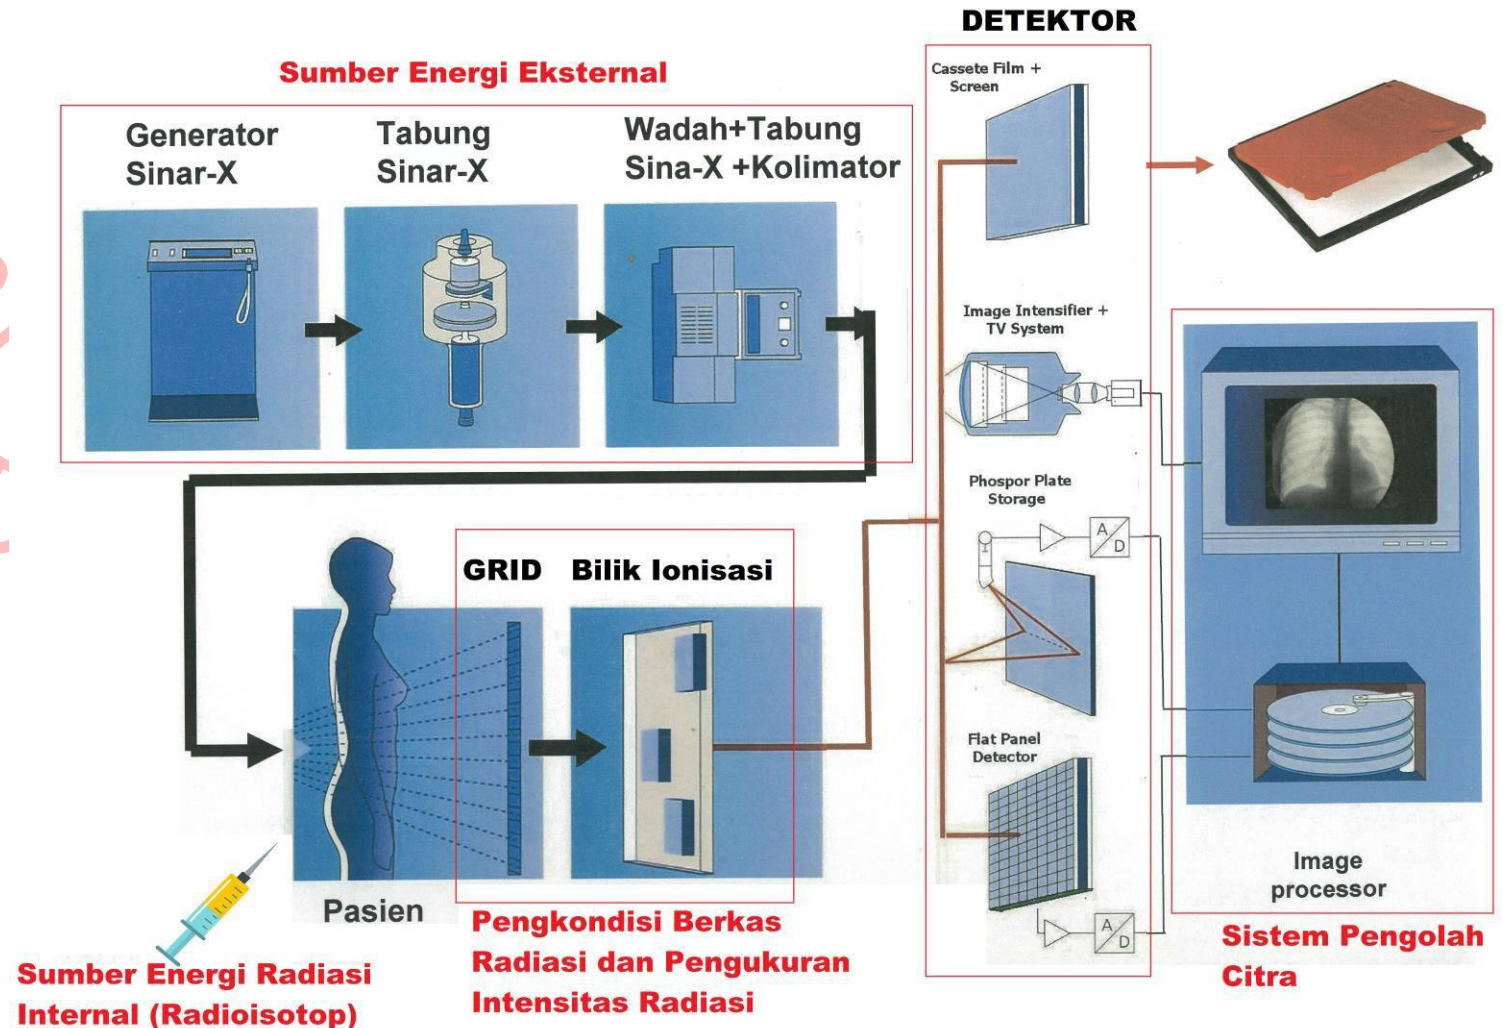 DETEKTOR
Sumber Energi Eksternal
Generator
Sinar-X
Tabung
Sinar-X
Wadah+Tabung
Sina-X +Kolimator
Cassete Film +
Screen
Image Intensifier +
TV System
Phospor Plate
Storage
A
D
Flat Panel
Detector
A
D
GRID
Bilik Ionisasi
Pasien
Sumber Energi Radiasi
Internal (Radioisotop)
Pengkondisi Berkas
Radiasi dan Pengukuran
Intensitas Radiasi
Image
processor
Sistem Pengolah
Citra